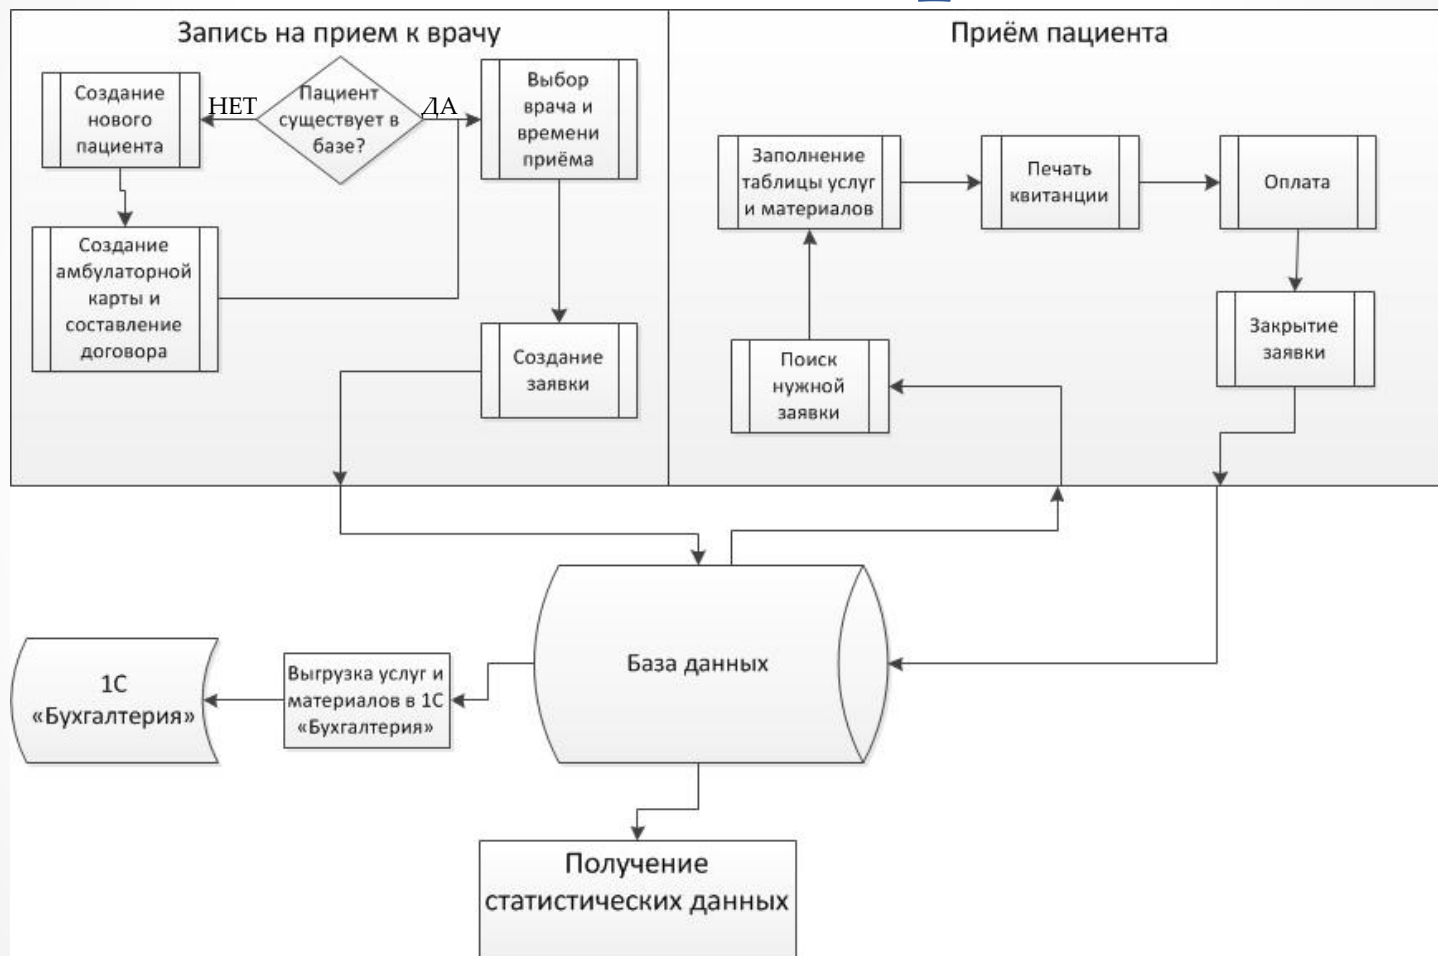 Запись на прием к врачу
Приём пациента
Создание
нового
пациента
НЕТ
Пациент
существует в
базе?
ДА
Выбор
врача и
времени
приёма
Создание
амбулаторной
карты и
составление
договора
Создание
заявки
Заполнение
таблицы услуг
и материалов
Печать
квитанции
Оплата
Поиск
нужной
заявки
Закрытие
заявки
База данных
Выгрузка услуг и
материалов в 1С
«Бухгалтерия»
1С
«Бухгалтерия»
Получение
статистических данных